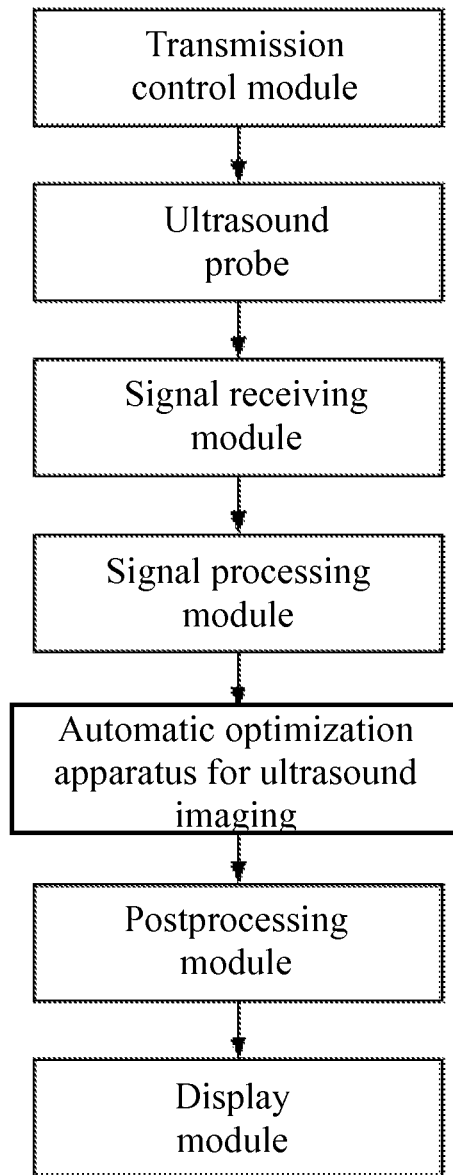 Transmission
control module
Ultrasound
probe
Signal receiving
module
Signal processing
module
Automatic optimization
apparatus for ultrasound
imaging
Postprocessing
module
Display
module